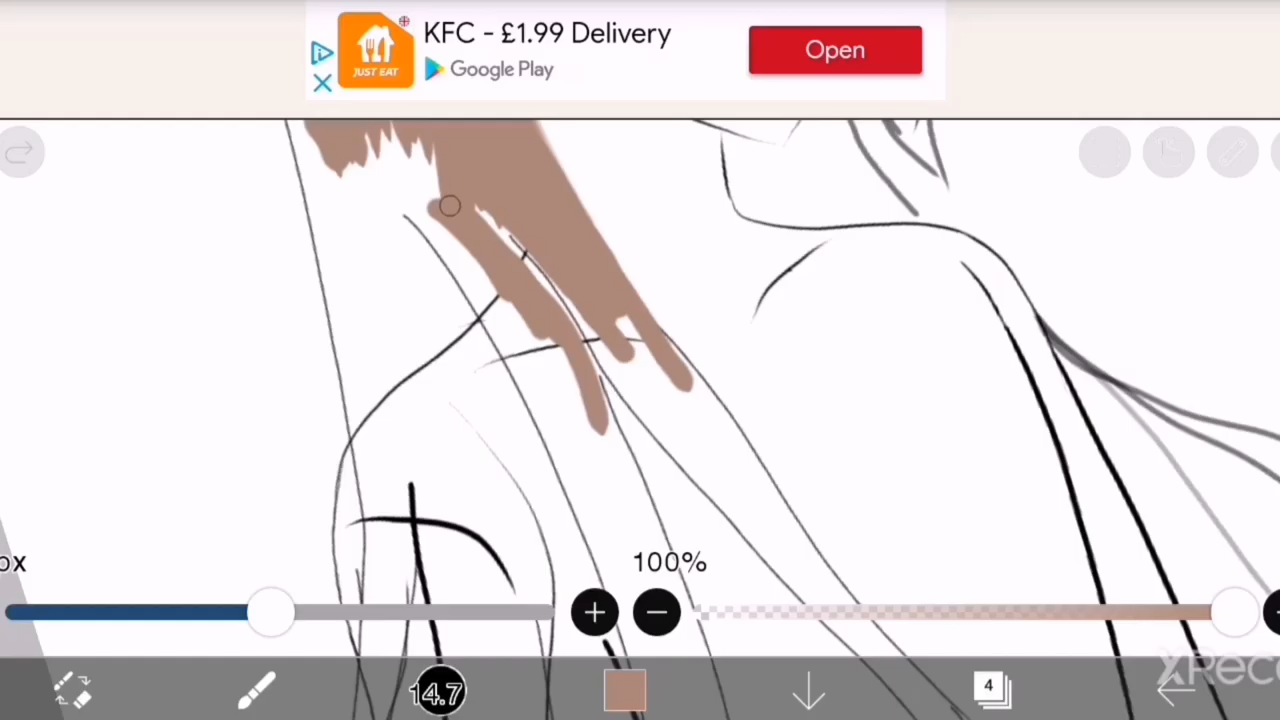 KFC - £1.99 Delivery
JUST EAT
Google Play
Open
px
100%
14.7
4
XRec